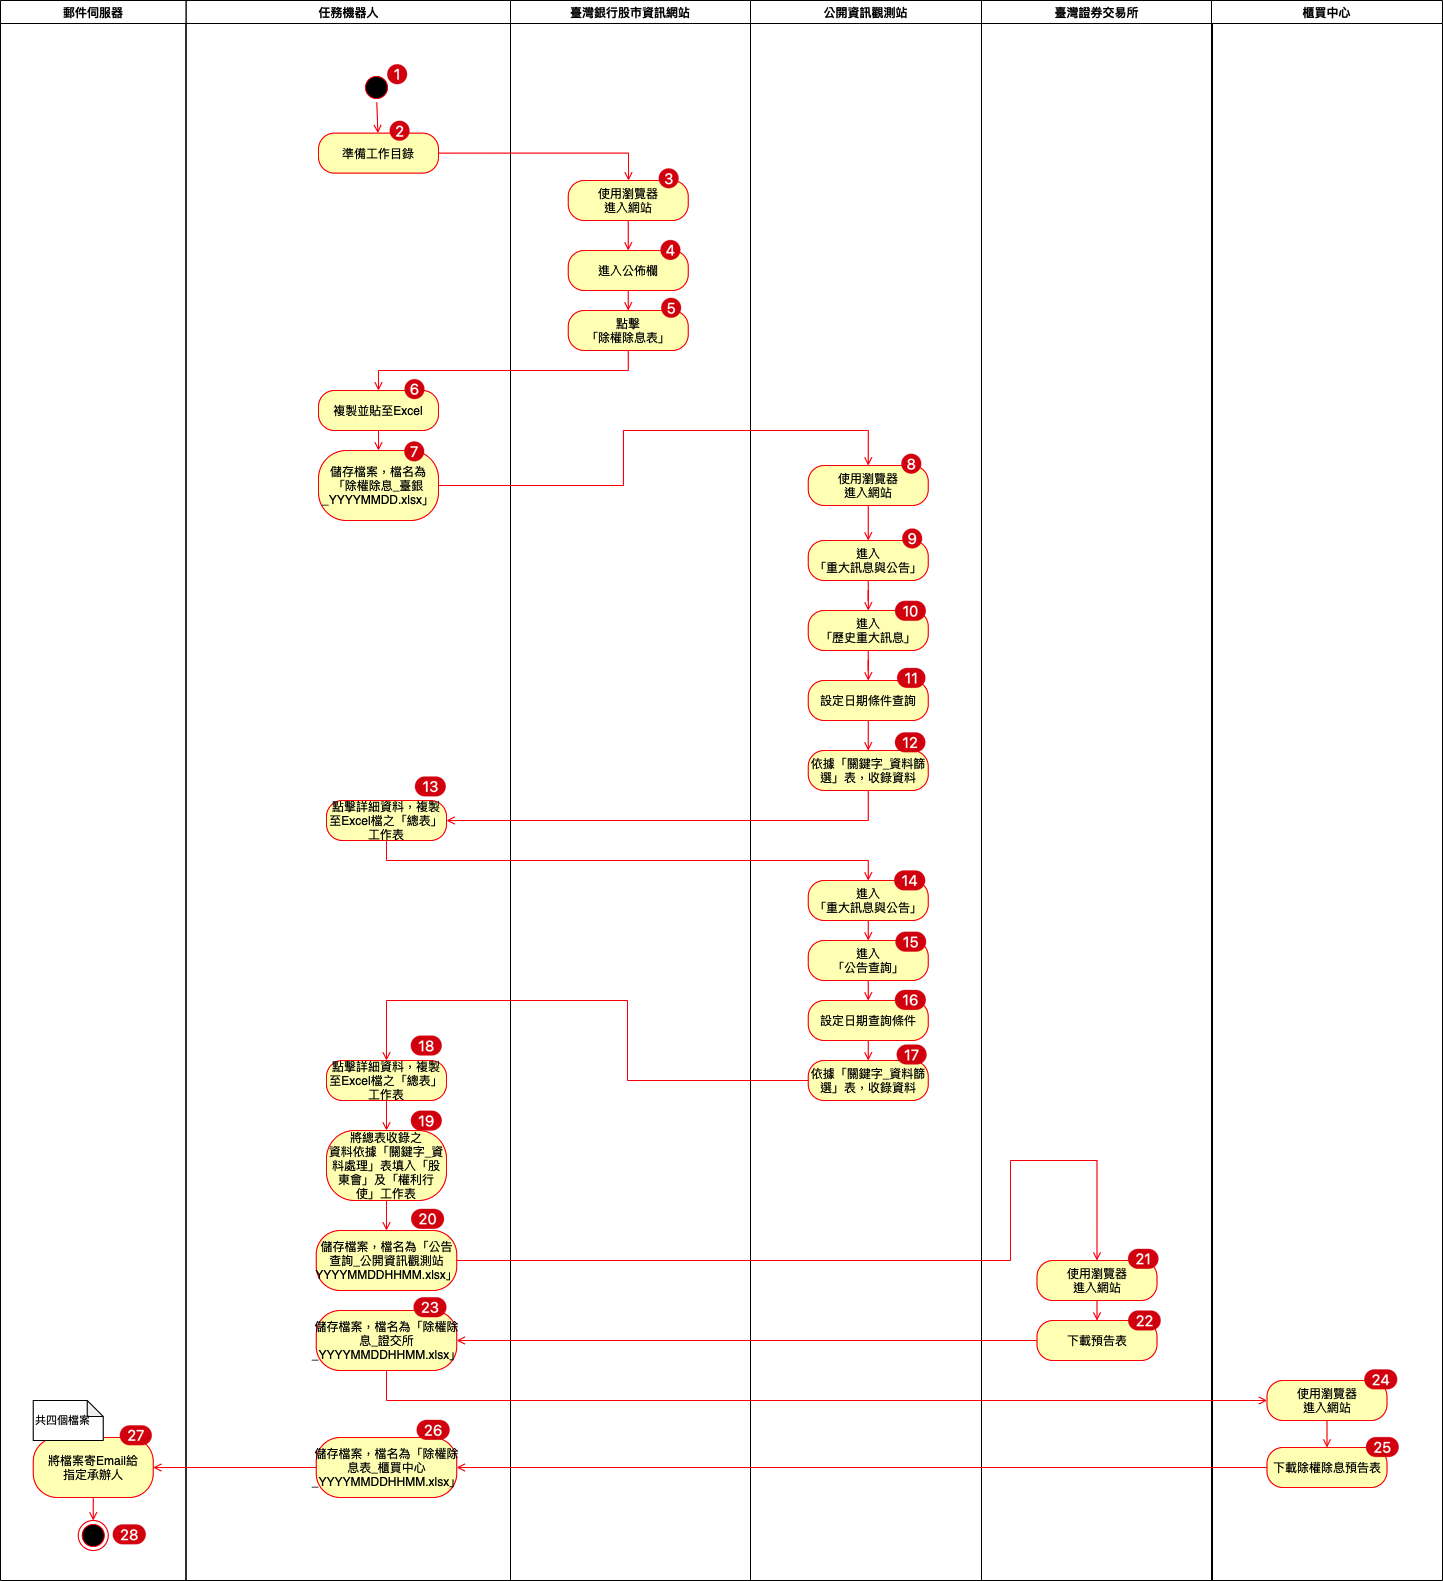 郵件伺服器
任務機器人
臺灣銀行股市資訊網站
公開資訊觀測站
臺灣證券交易所
櫃買中心
1
2
準備工作目錄
3
使用瀏覽器
進入網站
4
進入公佈欄
5
點擊
「除權除息表」
6
複製並貼至Excel
7
儲存檔案，檔名為
「除權除息_臺銀
_YYYYMMDD.xlsx」
8
使用瀏覽器
進入網站
9
進入
「重大訊息與公告」
10
進入
「歷史重大訊息」
11
設定日期條件查詢
12
依據「關鍵字_資料篩
選」表，收錄資料
13
點擊詳細資料，複製
至Excel檔之「總表」
工作表
14
進入
「重大訊息與公告」
15
進入
「公告查詢」
16
設定日期查詢條件
17
依據「關鍵字_資料篩
選」表，收錄資料
18
點擊詳細資料，複製
至Excel檔之「總表」
工作表
19
將總表收錄之
資料依據「關鍵字_資
料處理」表填入「股
東會」及「權利行
使」工作表
20
儲存檔案，檔名為「公告
查詢_公開資訊觀測站
YYYYMMDDHHMM.xlsx」
21
使用瀏覽器
進入網站
22
下載預告表
23
儲存檔案，檔名為「除權除
息_證交所
_YYYYMMDDHHMM.xlsx」
24
使用瀏覽器
進入網站
25
下載除權除息預告表
26
儲存檔案，檔名為「除權除
息表_櫃買中心
_YYYYMMDDHHMM.xlsx」
共四個檔案
27
將檔案寄Email給
指定承辦人
28